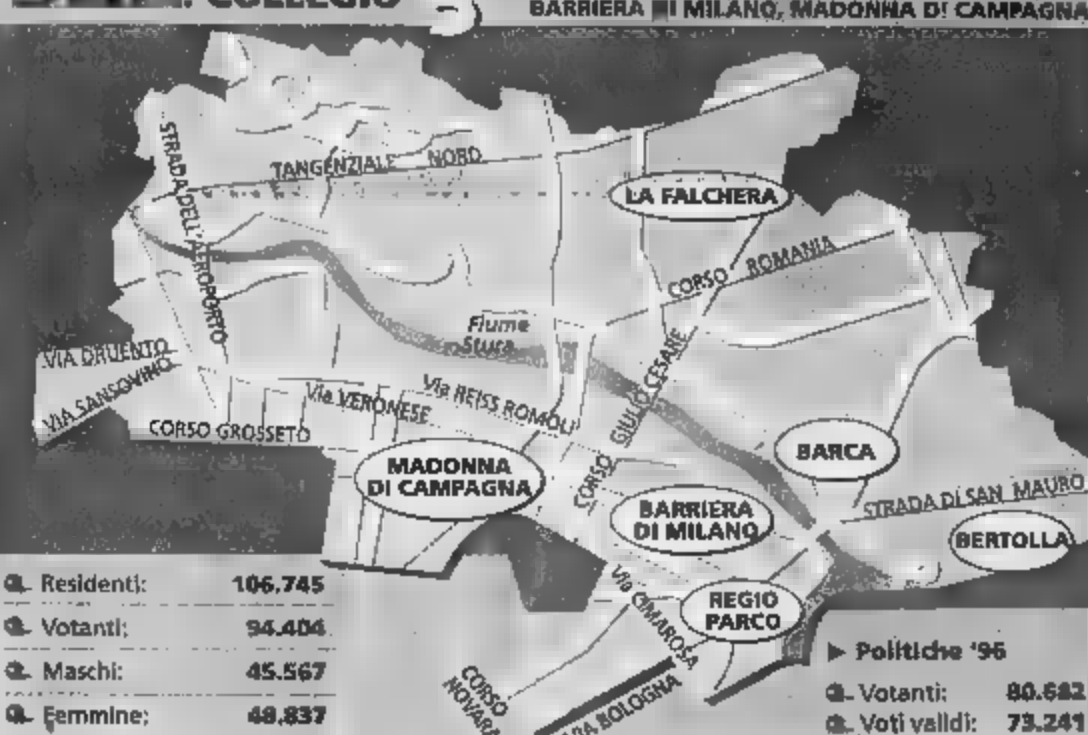 COLLEGIO
BARRIERA DI MILANO, MADONNA DI CAMPAGNA
STRADA DELL'AEROPORTO
TANGENZIALE NORD
LA FALCHERA
CORSO ROMANIA
Fiume
Stura
CORSO GIULIO CESARE
VIA DRUENTO
VIA SANSOVINO
Via VERONESE
Via REISS ROMOLI
CORSO GROSSETO
MADONNA
DI CAMPAGNA
BARCA
BARRIERA
DI MILANO
STRADA DI SAN MAURO
BERTOLLA
Via CIMAROSA
REGIO
PARCO
CORSO
NOVARA
BOLOGNA
Residenti: 106.745
Votanti: 94.404
Maschi: 45.567
Femmine: 48.837
▶ Politiche '96
Votanti: 80.682
Voti validi: 73.241